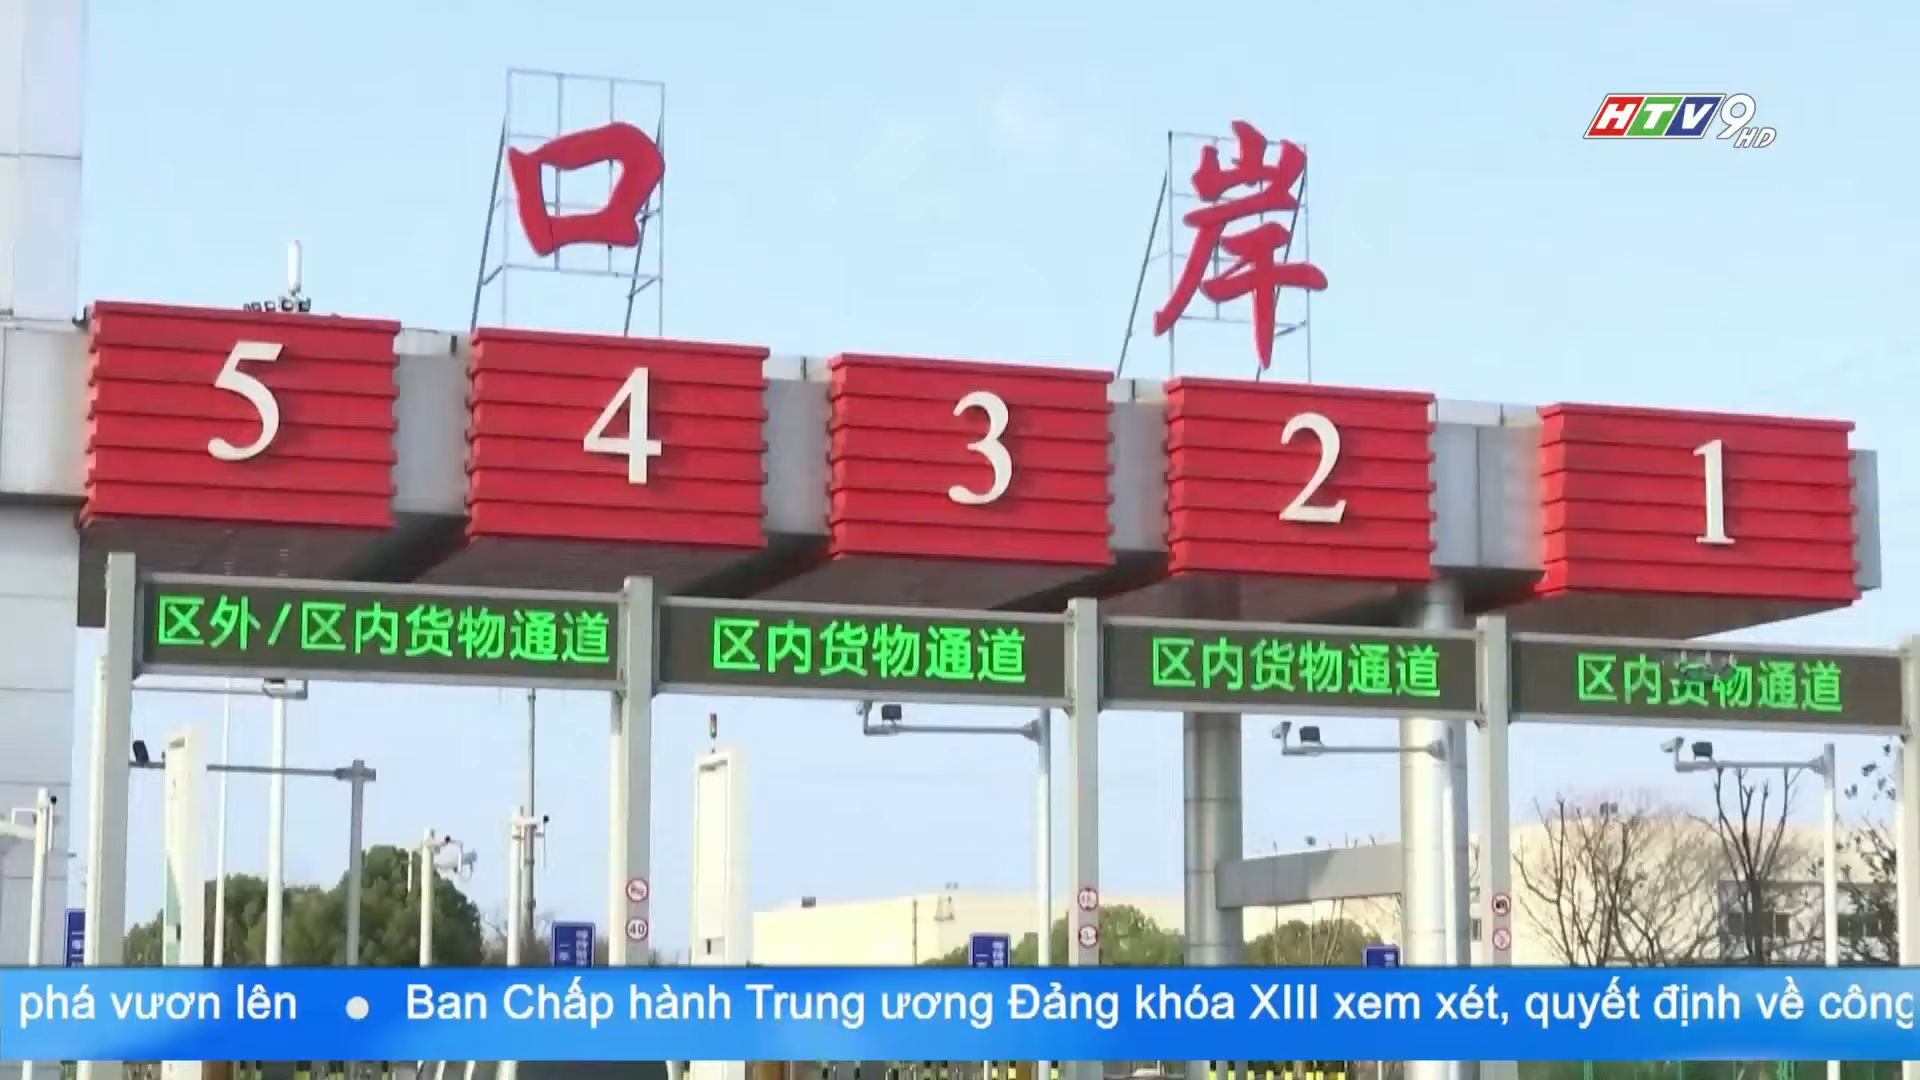 HTV9 HD
口岸
5 4 3 2 1
区外/区内货物通道 区内货物通道 区内货物通道 区内货物通道
40
phá vươn lên ● Ban Chấp hành Trung ương Đảng khóa XIII xem xét, quyết định về công